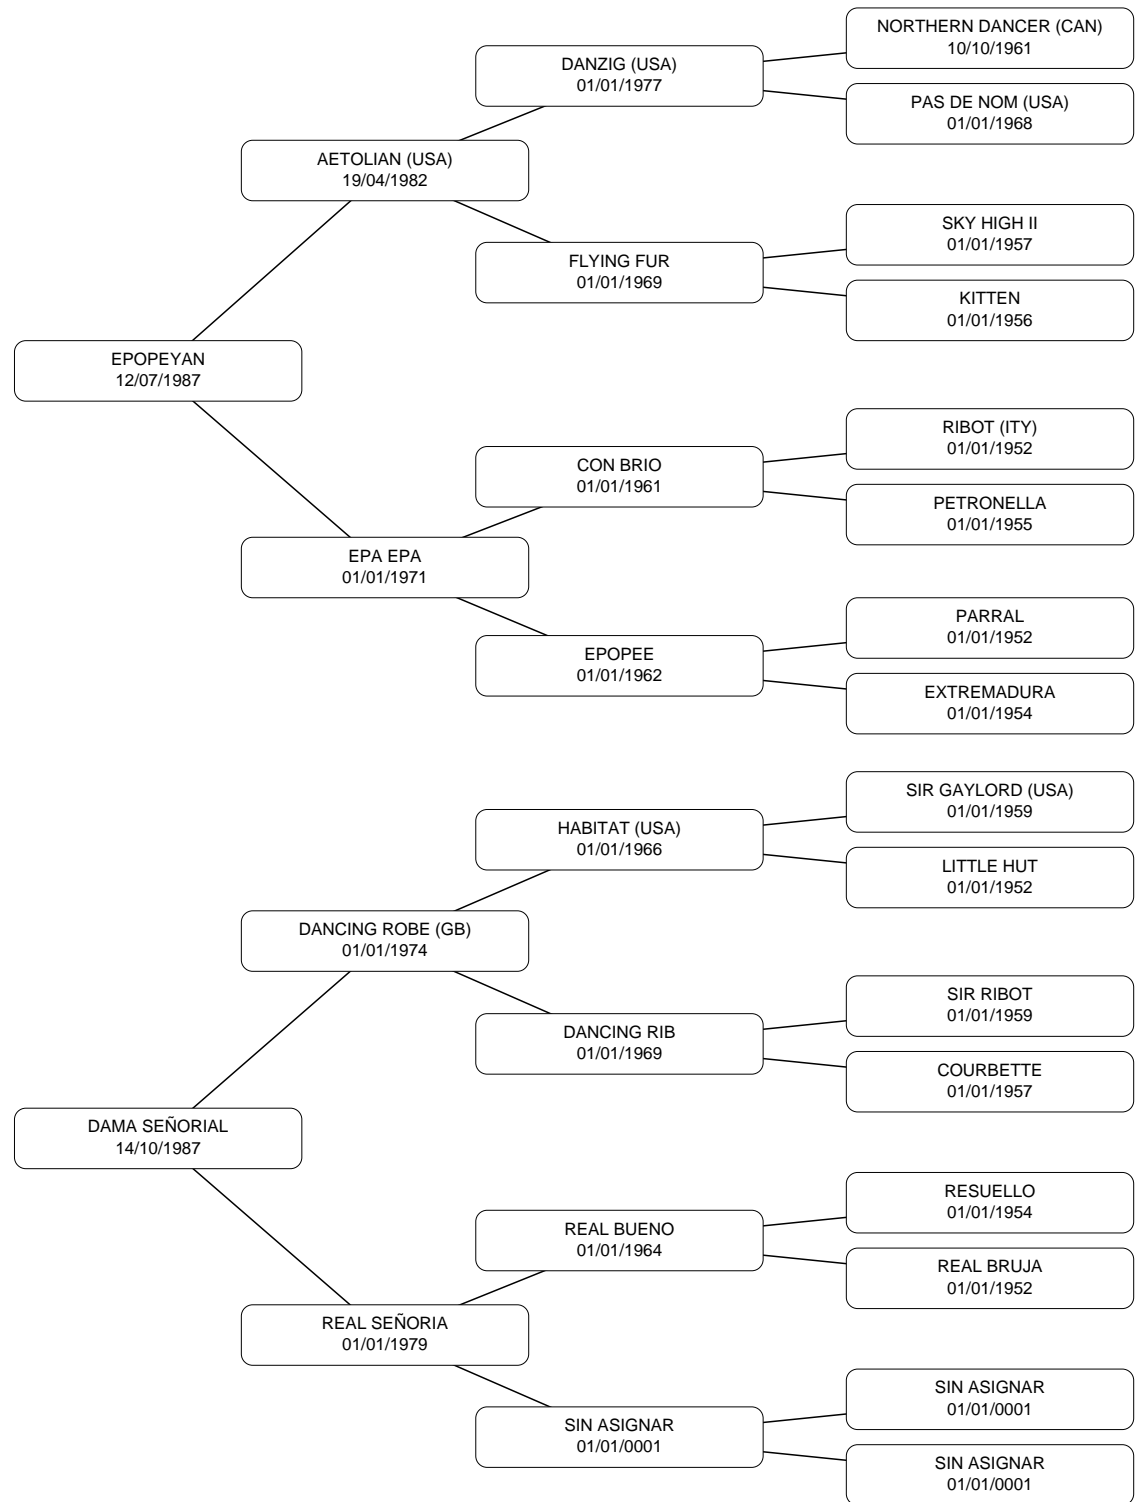 NORTHERN DANCER (CAN)
10/10/1961
DANZIG (USA)
01/01/1977
PAS DE NOM (USA)
01/01/1968
AETOLIAN (USA)
19/04/1982
SKY HIGH II
01/01/1957
FLYING FUR
01/01/1969
KITTEN
01/01/1956
EPOPEYAN
12/07/1987
RIBOT (ITY)
01/01/1952
CON BRIO
01/01/1961
PETRONELLA
01/01/1955
EPA EPA
01/01/1971
PARRAL
01/01/1952
EPOPEE
01/01/1962
EXTREMADURA
01/01/1954
SIR GAYLORD (USA)
01/01/1959
HABITAT (USA)
01/01/1966
LITTLE HUT
01/01/1952
DANCING ROBE (GB)
01/01/1974
SIR RIBOT
01/01/1959
DANCING RIB
01/01/1969
COURBETTE
01/01/1957
DAMA SEÑORIAL
14/10/1987
RESUELLO
01/01/1954
REAL BUENO
01/01/1964
REAL BRUJA
01/01/1952
REAL SEÑORIA
01/01/1979
SIN ASIGNAR
01/01/0001
SIN ASIGNAR
01/01/0001
SIN ASIGNAR
01/01/0001